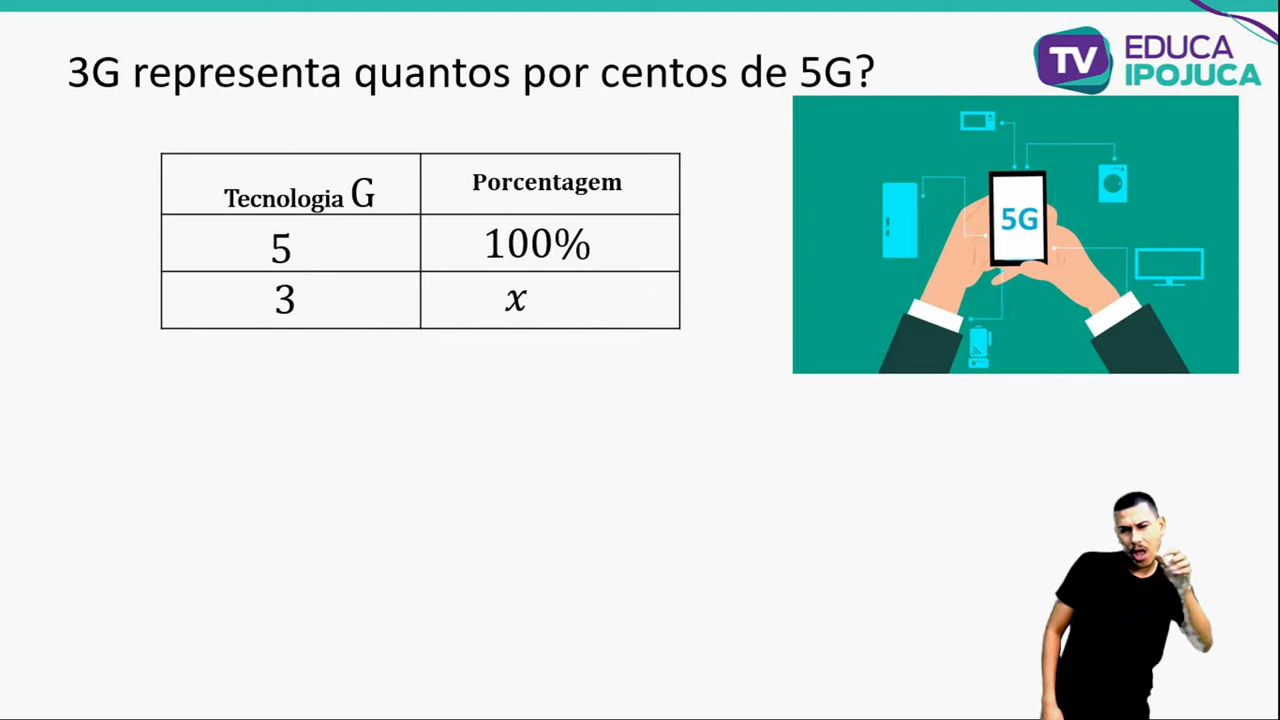 3G representa quantos por centos de 5G?
TV EDUCA
IPOJUCA
Tecnologia G Porcentagem
5 100%
3 x
5G